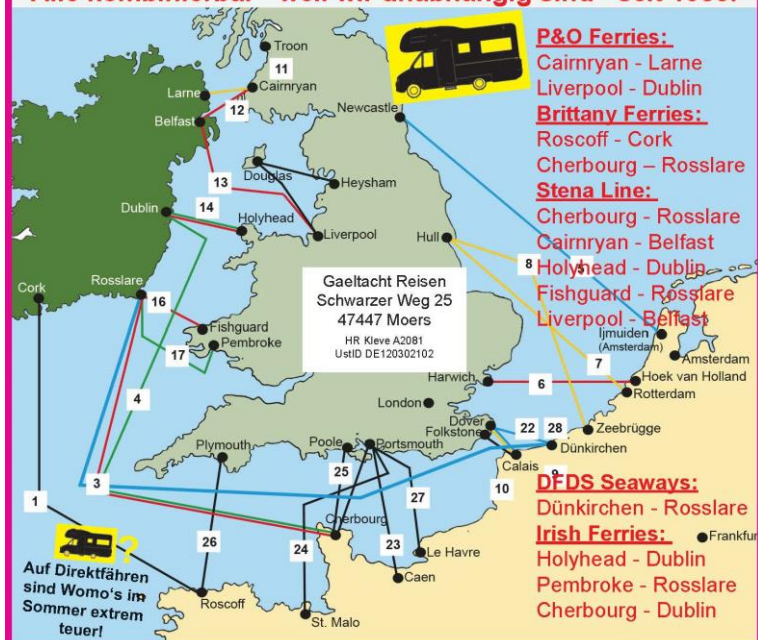 P&O Ferries:
Cairnryan - Larne
Liverpool - Dublin
Brittany Ferries:
Roscoff - Cork
Cherbourg – Rosslare
Stena Line:
Cherbourg - Rosslare
Cairnryan - Belfast
Holyhead - Dublin
Fishguard - Rosslare
Liverpool - Belfast
DFDS Seaways:
Dünkirchen - Rosslare
Irish Ferries:
Holyhead - Dublin
Pembroke - Rosslare
Cherbourg - Dublin
Troon
11
Cairnryan
Larne
12
Belfast
Newcastle
Douglas
13
Heysham
Dublin
14
Holyhead
Liverpool
Hull
8
5
Cork
Rosslare
16
Fishguard
Pembroke
17
Gaeltacht Reisen
Schwarzer Weg 25
47447 Moers
HR Kleve A2081
UstID DE120302102
Ijmuiden
(Amsterdam)
Amsterdam
7
Harwich
6
Hoek van Holland
Rotterdam
4
London
Dover
Folkstone
22
28
Zeebrügge
Dünkirchen
Plymouth
Poole
Portsmouth
Calais
9
10
3
25
27
1
Cherbourg
26
24
23
Le Havre
Caen
Roscoff
St. Malo
?
Auf Direktfähren
sind Womo's im
Sommer extrem
teuer!